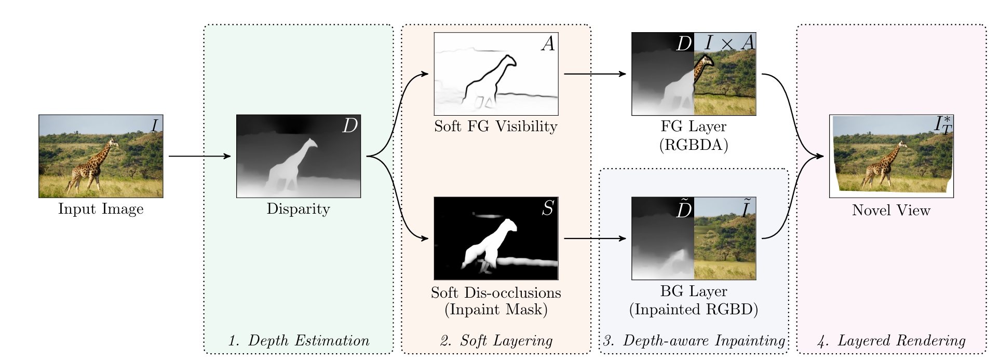 I
Input Image
D
Disparity
1. Depth Estimation
A
Soft FG Visibility
S
Soft Dis-occlusions
(Inpaint Mask)
2. Soft Layering
D I × A
FG Layer
(RGBDA)
D̃ Ĩ
BG Layer
(Inpainted RGBD)
3. Depth-aware Inpainting
I*_T
Novel View
4. Layered Rendering